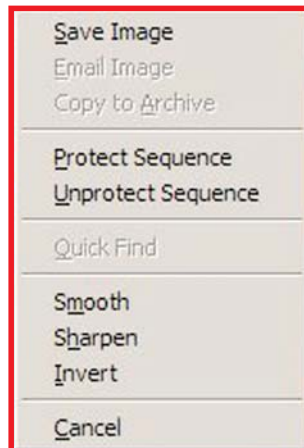 Save Image
Email Image
Copy to Archive
Protect Sequence
Unprotect Sequence
Quick Find
Smooth
Sharpen
Invert
Cancel